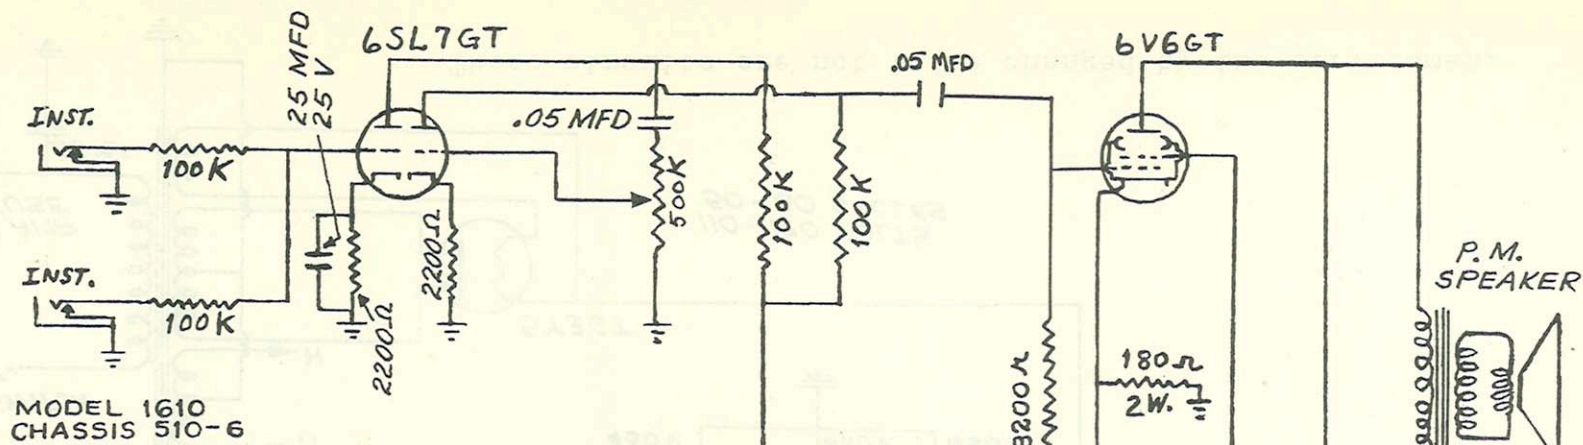 6SL7GT
25 MFD
25 V
6V6GT
.05 MFD
INST.
.05 MFD
100K
500K
100K
100K
2200Ω
P.M.
SPEAKER
INST.
100K
2200Ω
180Ω
2W.
MODEL 1610
CHASSIS 510-6